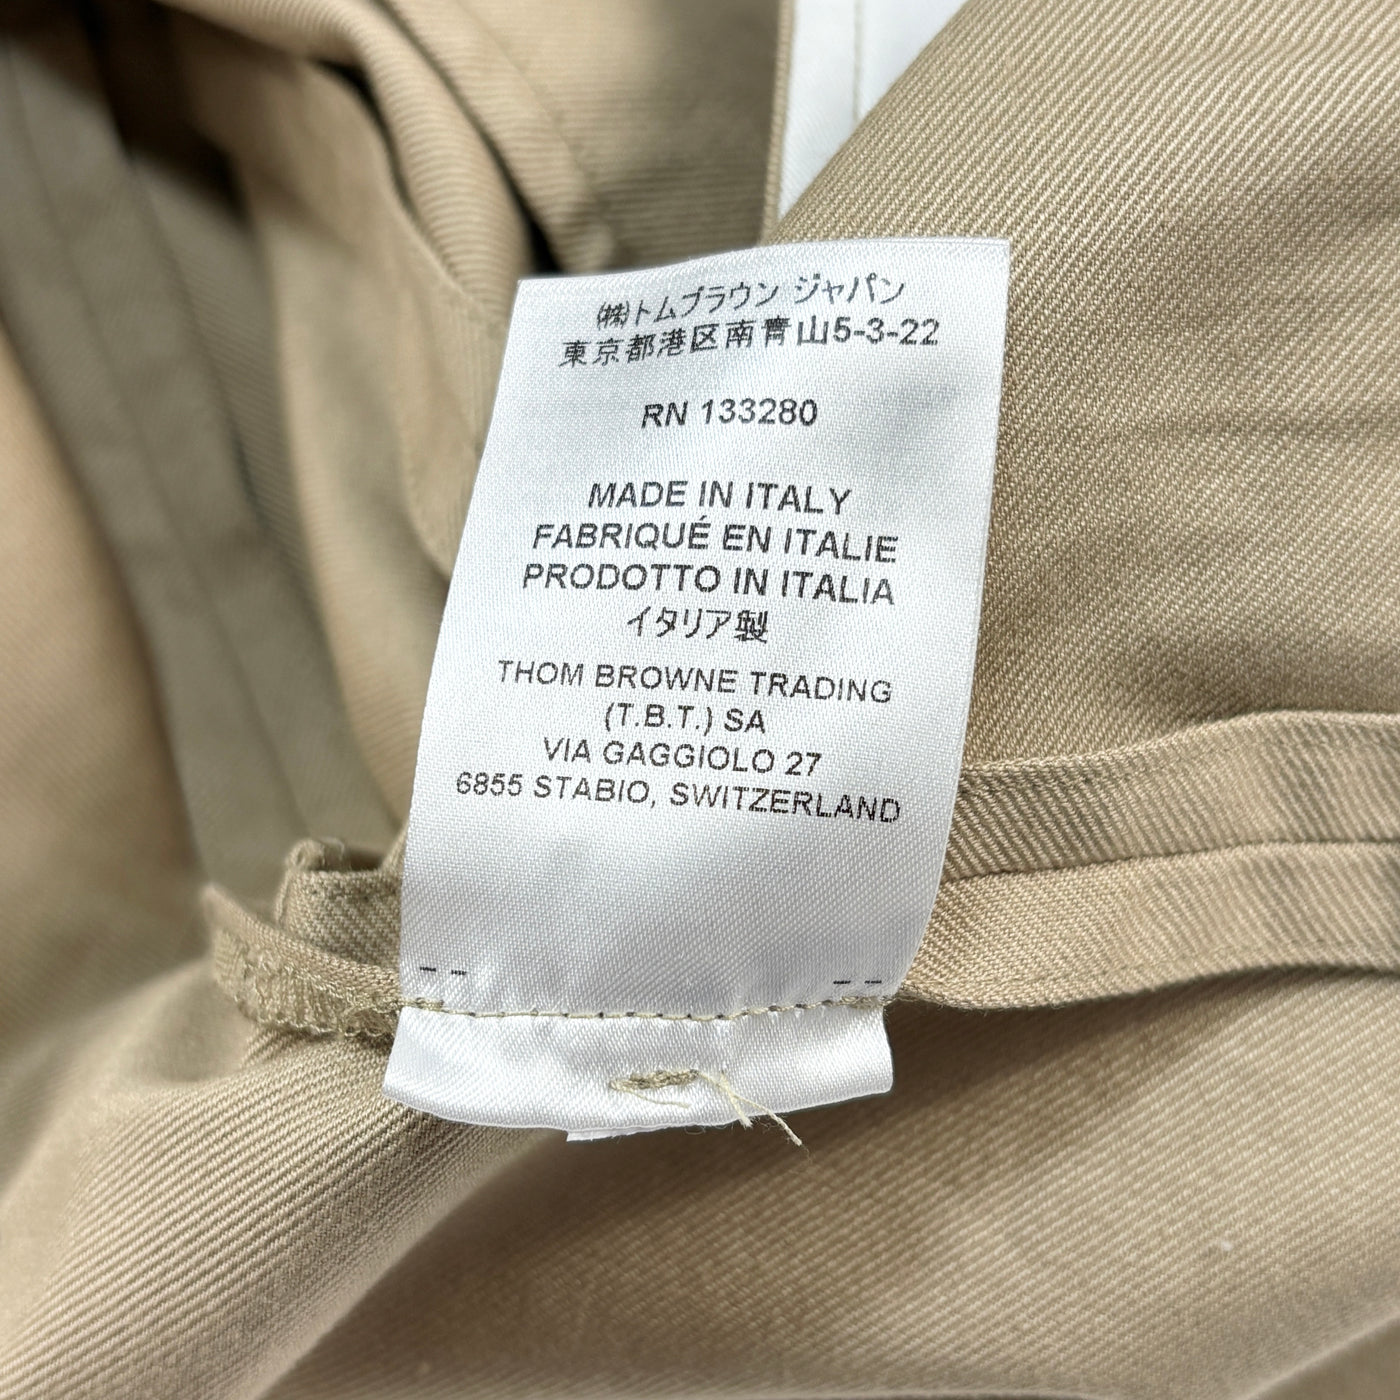 ㈱トムブラウン ジャパン
東京都港区南青山5-3-22
RN 133280
MADE IN ITALY
FABRIQUÉ EN ITALIE
PRODOTTO IN ITALIA
イタリア製
THOM BROWNE TRADING
(T.B.T.) SA
VIA GAGGIOLO 27
6855 STABIO, SWITZERLAND